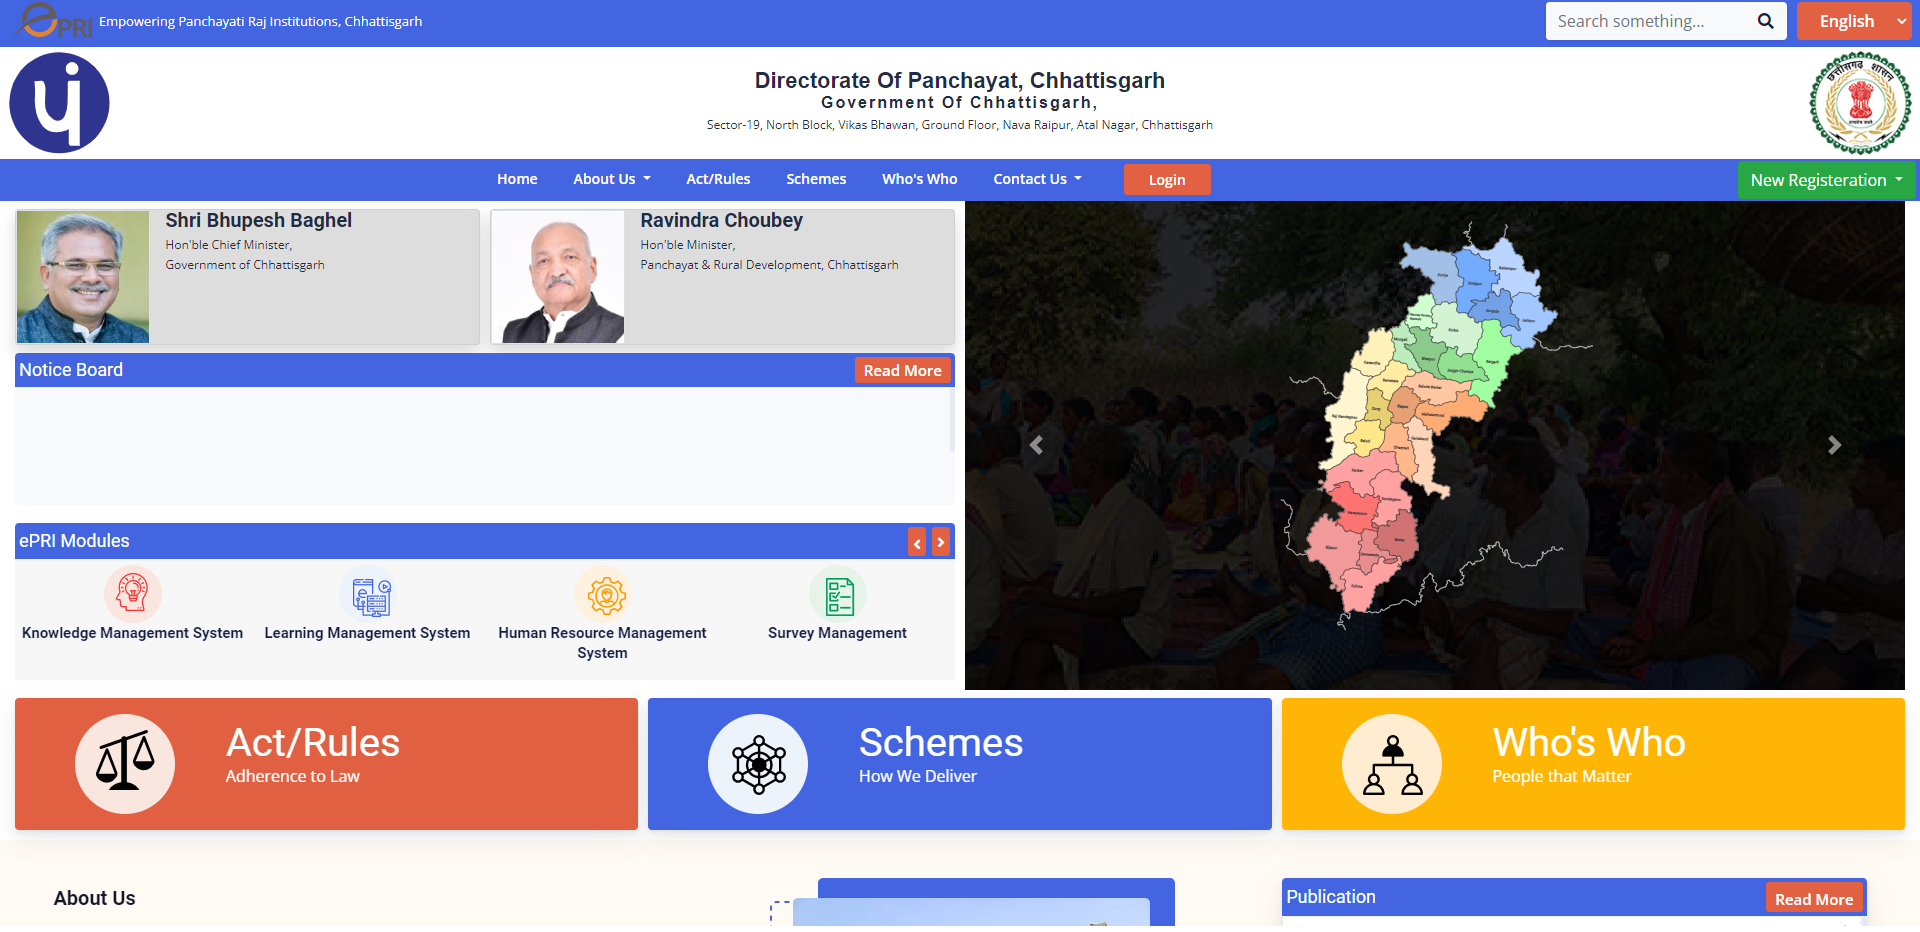 ePRI Empowering Panchayati Raj Institutions, Chhattisgarh
Search something...
English
पं
Directorate Of Panchayat, Chhattisgarh
Government Of Chhattisgarh,
Sector-19, North Block, Vikas Bhawan, Ground Floor, Nava Raipur, Atal Nagar, Chhattisgarh
छत्तीसगढ़ शासन
Home
About Us
Act/Rules
Schemes
Who's Who
Contact Us
Login
New Registeration
Shri Bhupesh Baghel
Hon'ble Chief Minister,
Government of Chhattisgarh
Ravindra Choubey
Hon'ble Minister,
Panchayat & Rural Development, Chhattisgarh
Notice Board
Read More
ePRI Modules
Knowledge Management System
Learning Management System
Human Resource Management
System
Survey Management
Act/Rules
Adherence to Law
Schemes
How We Deliver
Who's Who
People that Matter
About Us
Publication
Read More